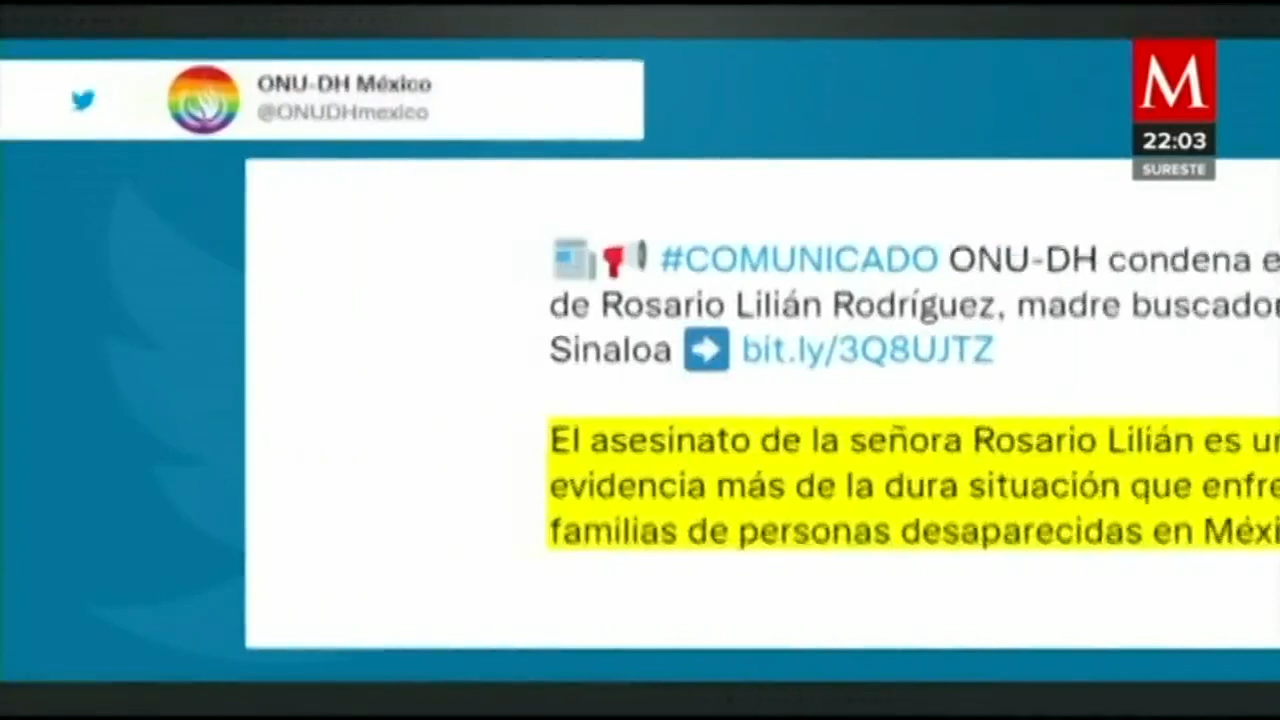 ONU-DH México
@ONUDHmexico
M
22:03
SURESTE
#COMUNICADO ONU-DH condena e
de Rosario Lilián Rodríguez, madre buscador
Sinaloa ➡ bit.ly/3Q8UJTZ
El asesinato de la señora Rosario Lilián es un
evidencia más de la dura situación que enfre
familias de personas desaparecidas en Méxi